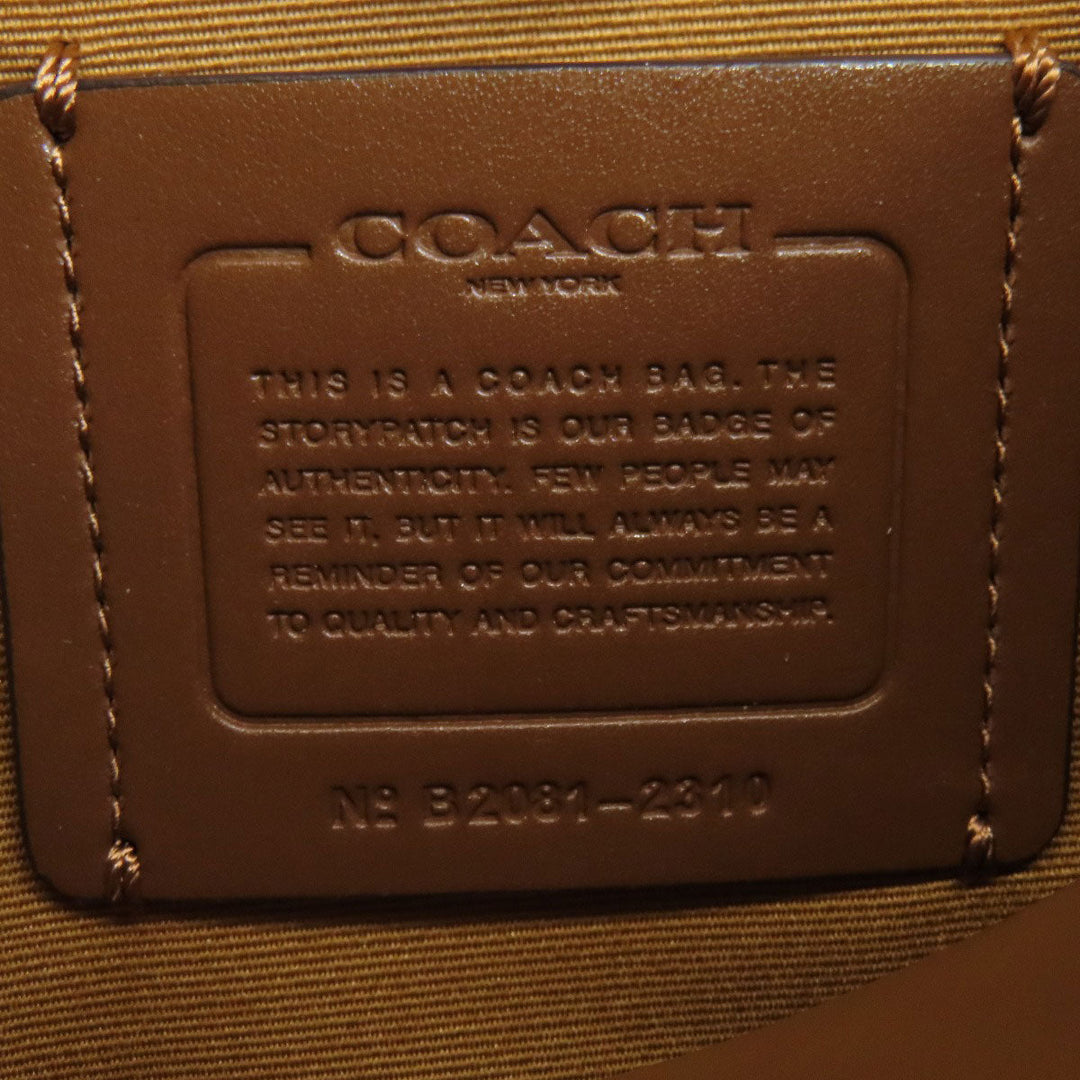 COACH
NEW YORK
THIS IS A COACH BAG. THE
STORYPATCH IS OUR BADGE OF
AUTHENTICITY. FEW PEOPLE MAY
SEE IT, BUT IT WILL ALWAYS BE A
REMINDER OF OUR COMMITMENT
TO QUALITY AND CRAFTSMANSHIP.
Nº B2081-2310